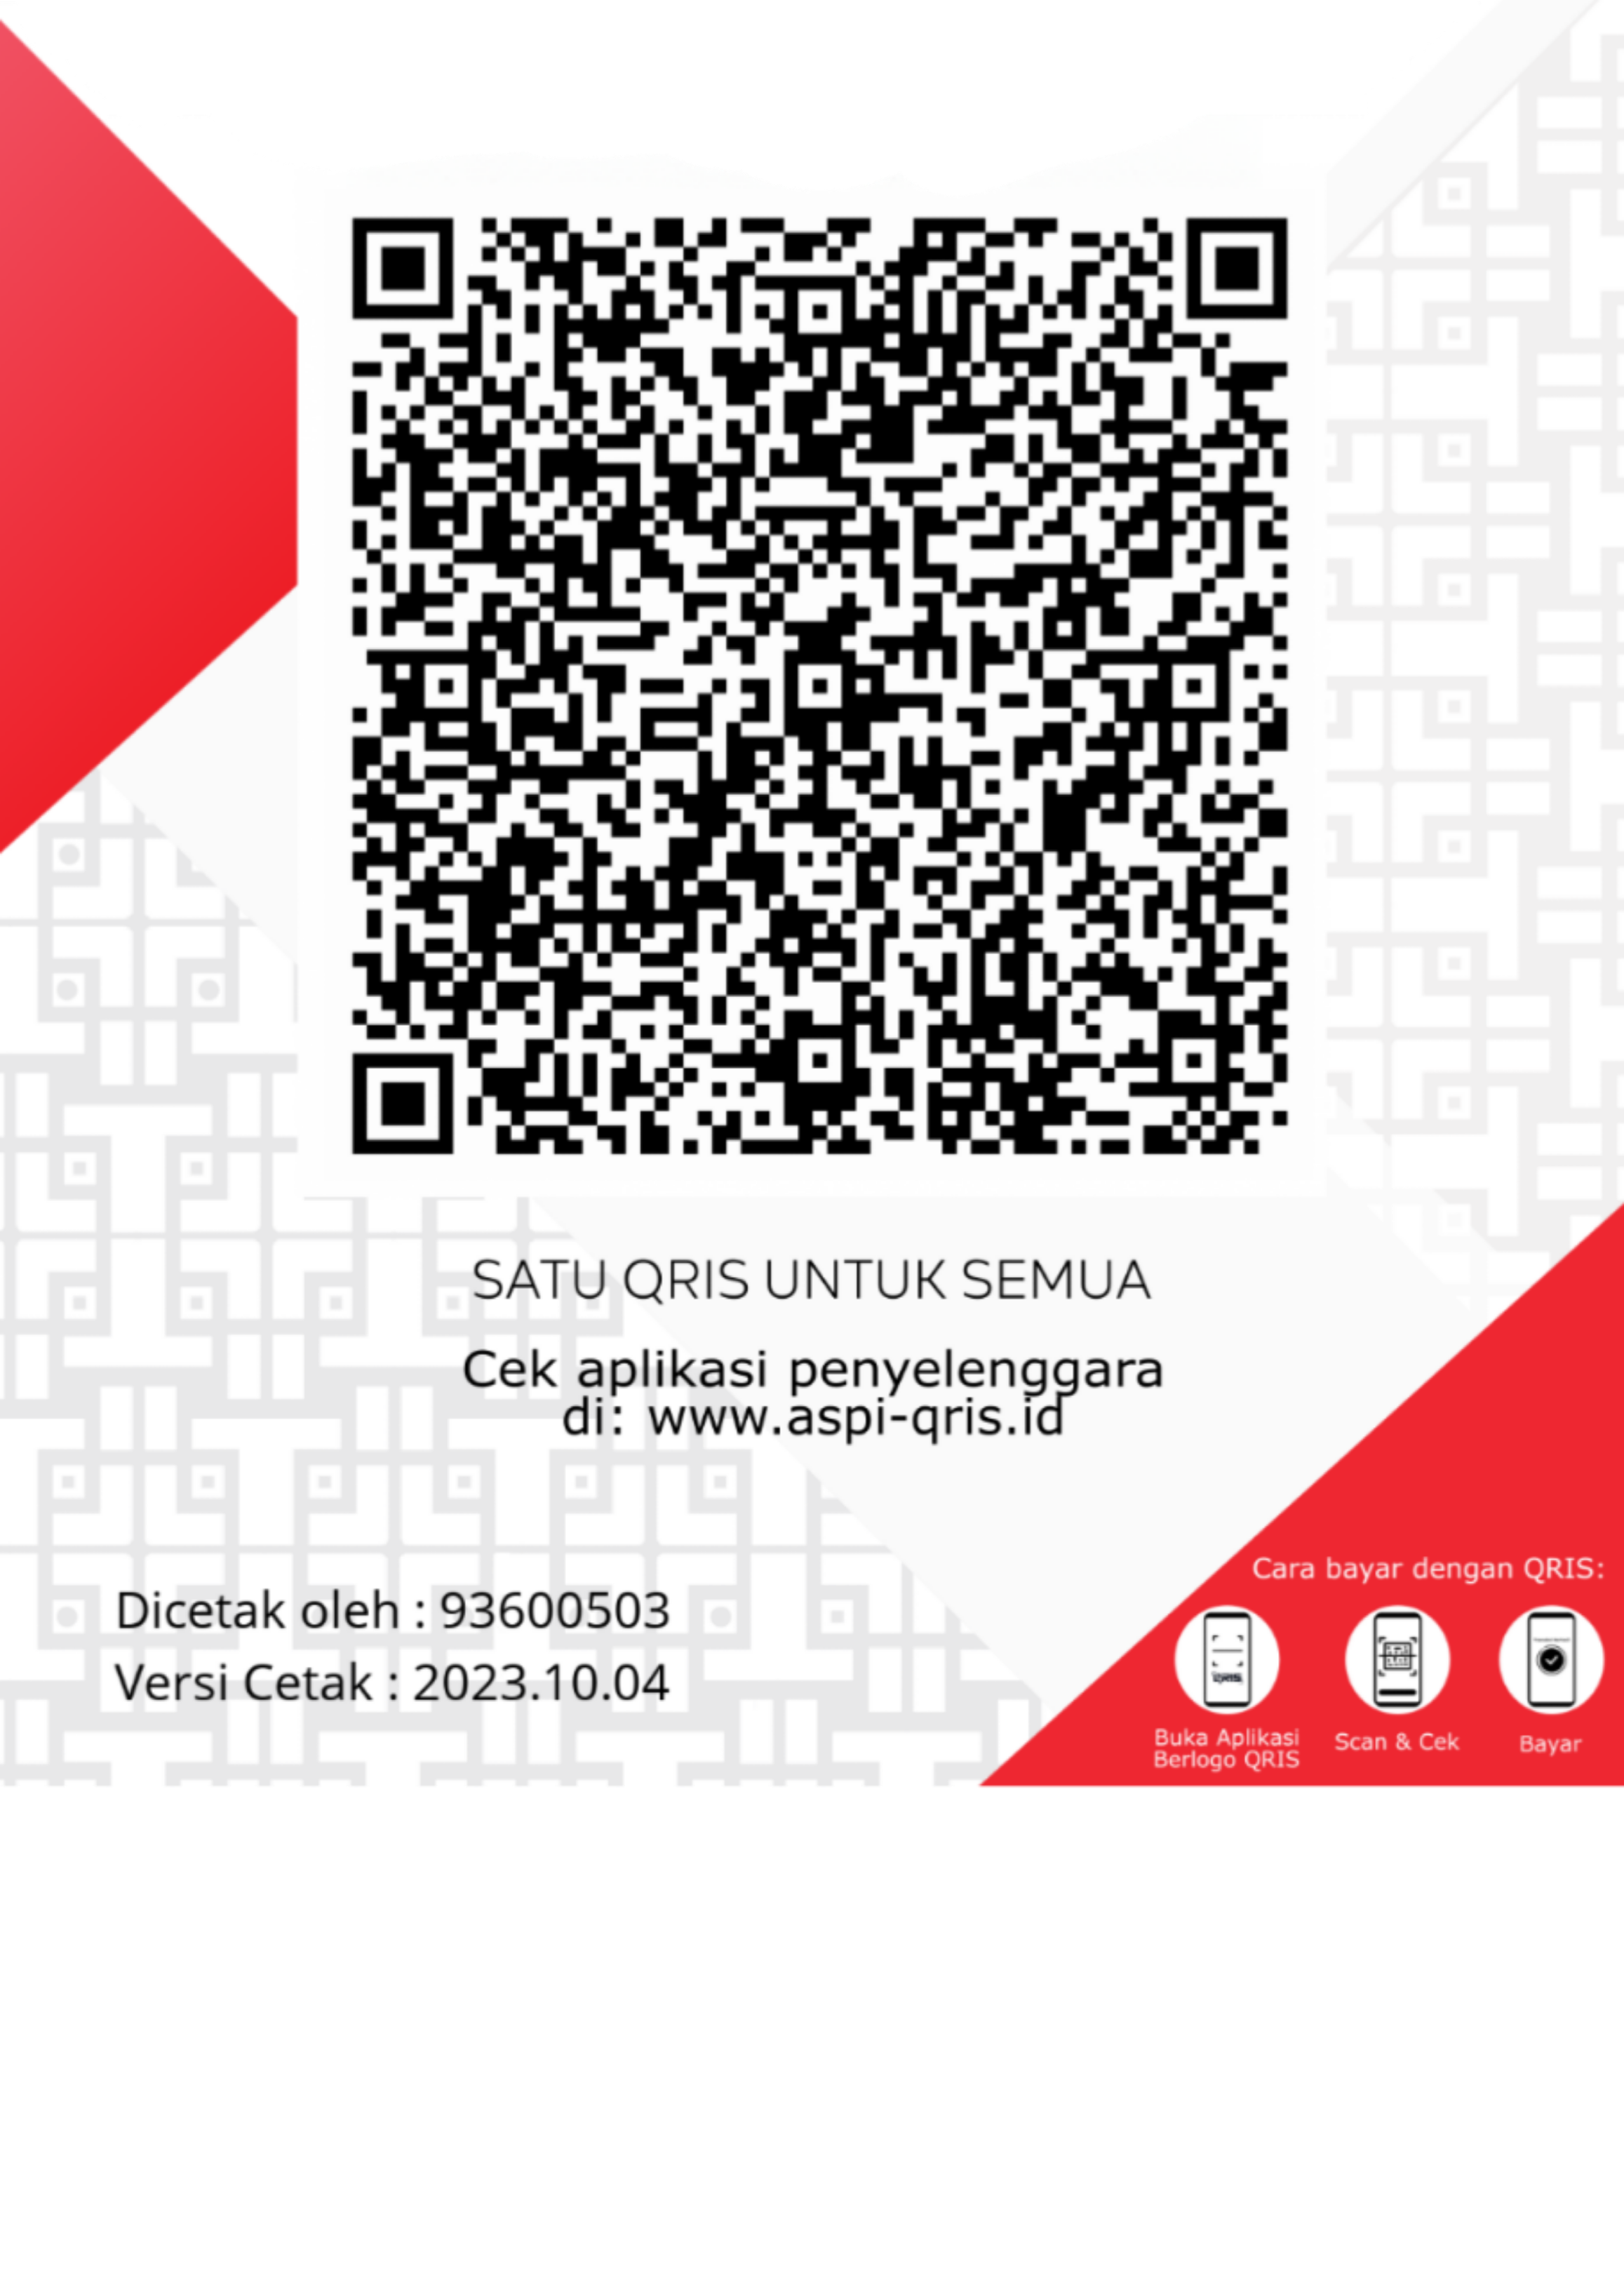 SATU QRIS UNTUK SEMUA
Cek aplikasi penyelenggara
di: www.aspi-qris.id
Dicetak oleh : 93600503
Versi Cetak : 2023.10.04
Cara bayar dengan QRIS:
Buka Aplikasi
Berlogo QRIS
Scan & Cek
Bayar